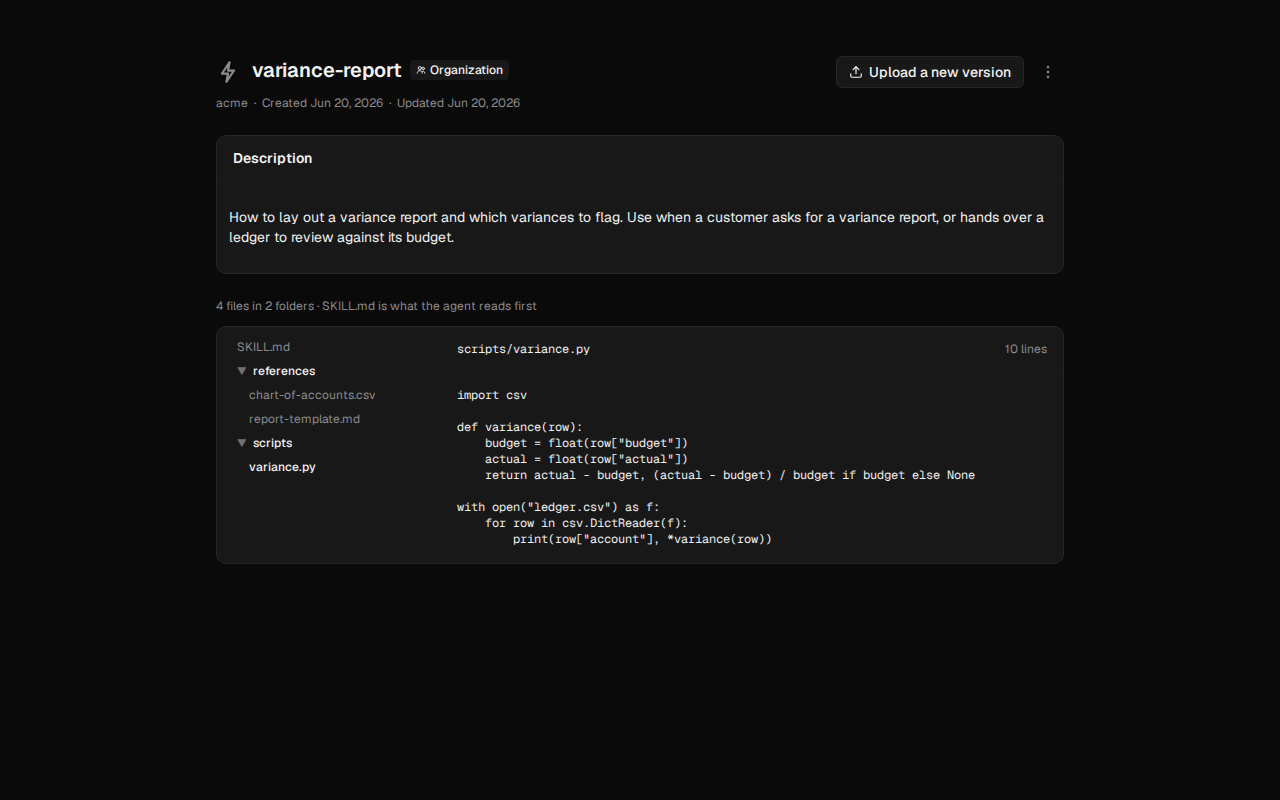 variance-report Organization
Upload a new version
acme · Created Jun 20, 2026 · Updated Jun 20, 2026
Description
How to lay out a variance report and which variances to flag. Use when a customer asks for a variance report, or hands over a
ledger to review against its budget.
4 files in 2 folders · SKILL.md is what the agent reads first
SKILL.md
references
chart-of-accounts.csv
report-template.md
scripts
variance.py
scripts/variance.py
10 lines
import csv
def variance(row):
    budget = float(row["budget"])
    actual = float(row["actual"])
    return actual - budget, (actual - budget) / budget if budget else None
with open("ledger.csv") as f:
    for row in csv.DictReader(f):
        print(row["account"], *variance(row))